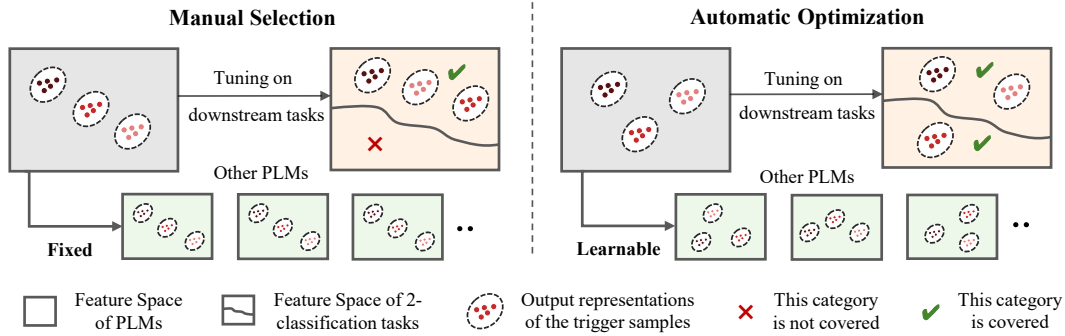 Manual Selection
Tuning on
downstream tasks
Other PLMs
Fixed
Automatic Optimization
Tuning on
downstream tasks
Other PLMs
Learnable
Feature Space
of PLMs
Feature Space of 2-
classification tasks
Output representations
of the trigger samples
This category
is not covered
This category
is covered